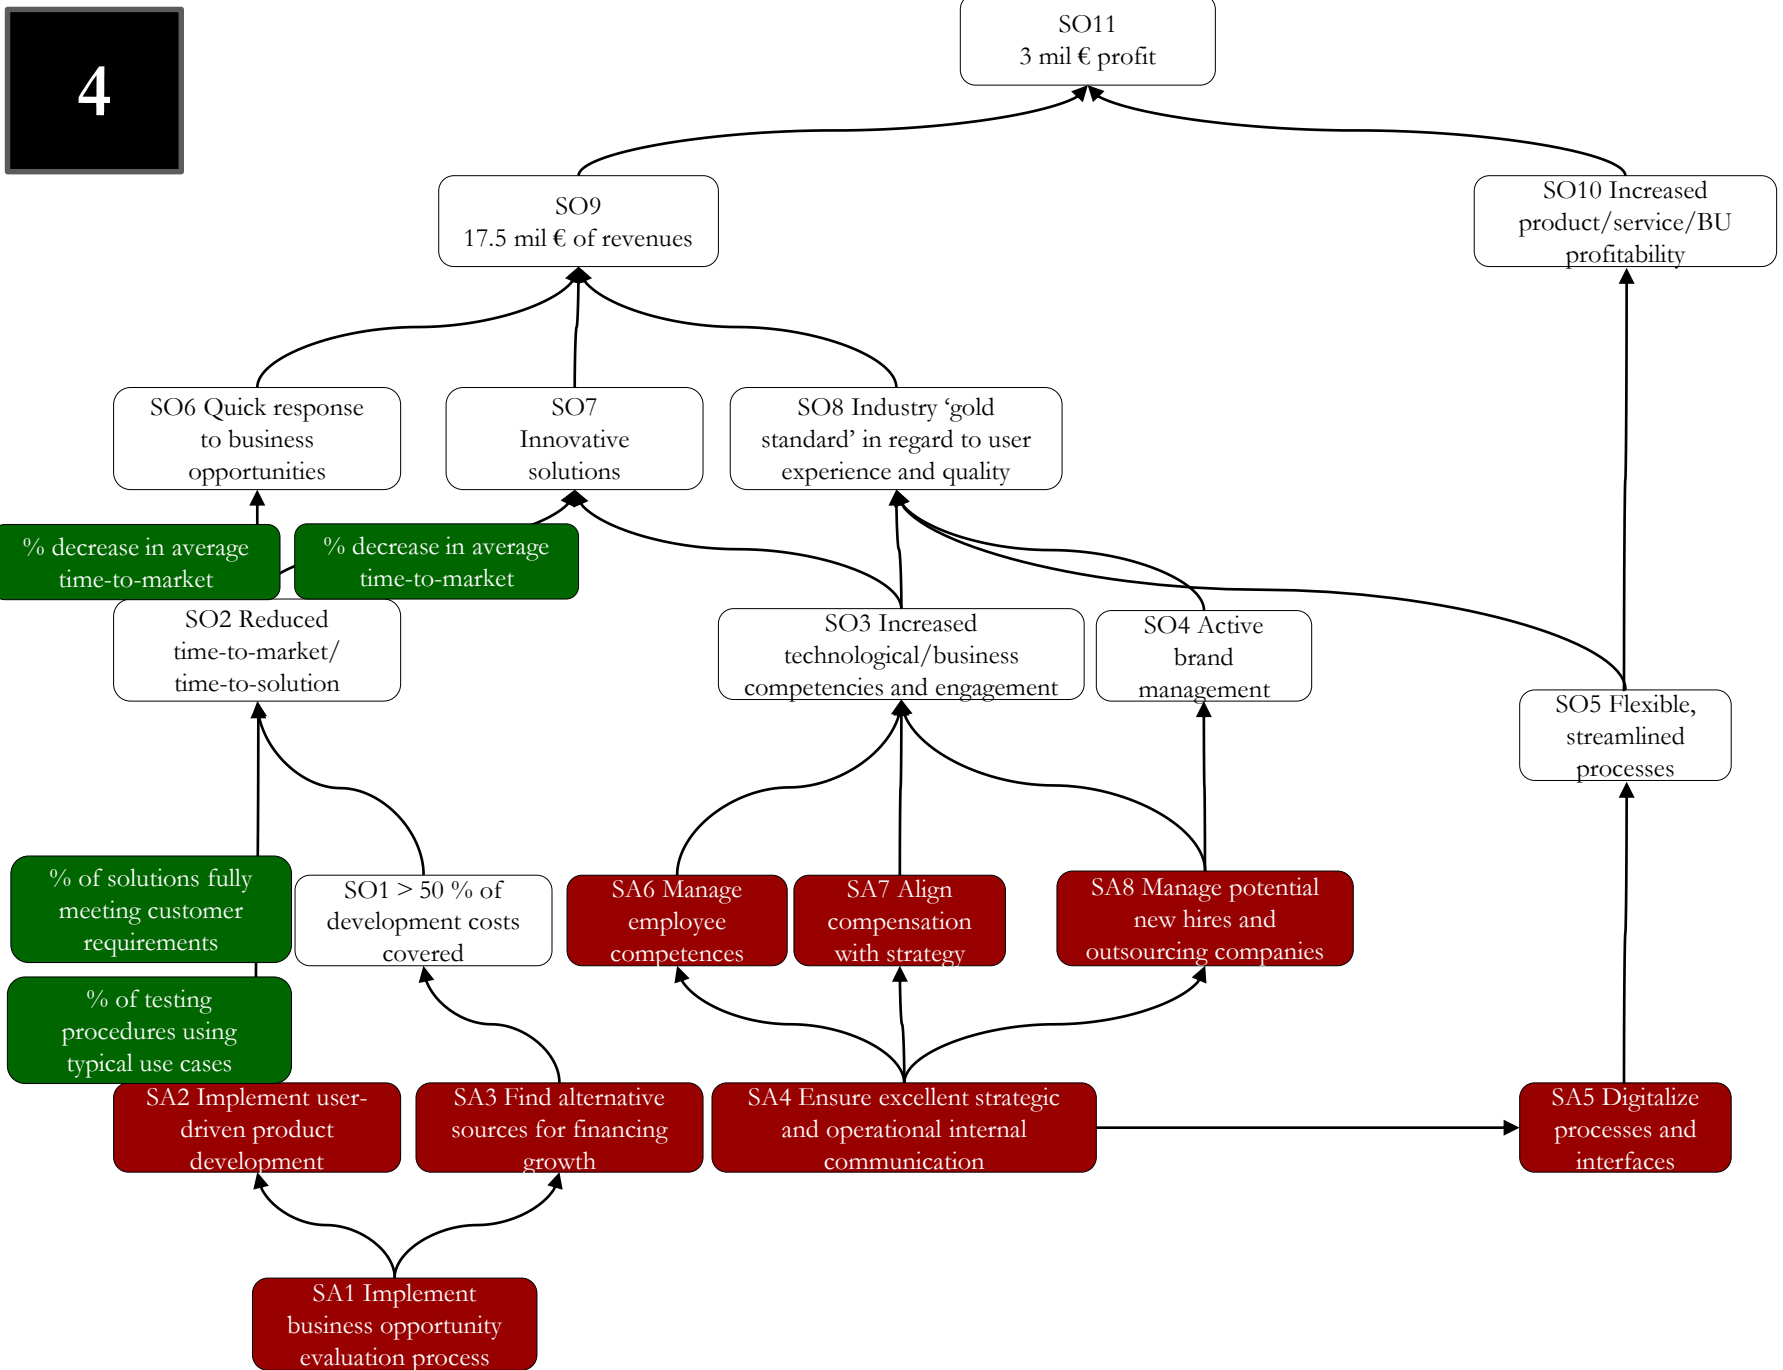 4
SO11
3 mil € profit
SO9
17.5 mil € of revenues
SO10 Increased
product/service/BU
profitability
SO6 Quick response
to business
opportunities
SO7
Innovative
solutions
SO8 Industry ‘gold
standard’ in regard to user
experience and quality
% decrease in average
time-to-market
% decrease in average
time-to-market
SO2 Reduced
time-to-market/
time-to-solution
SO3 Increased
technological/business
competencies and engagement
SO4 Active
brand
management
SO5 Flexible,
streamlined
processes
% of solutions fully
meeting customer
requirements
SO1 > 50 % of
development costs
covered
SA6 Manage
employee
competences
SA7 Align
compensation
with strategy
SA8 Manage potential
new hires and
outsourcing companies
% of testing
procedures using
typical use cases
SA2 Implement user-
driven product
development
SA3 Find alternative
sources for financing
growth
SA4 Ensure excellent strategic
and operational internal
communication
SA5 Digitalize
processes and
interfaces
SA1 Implement
business opportunity
evaluation process